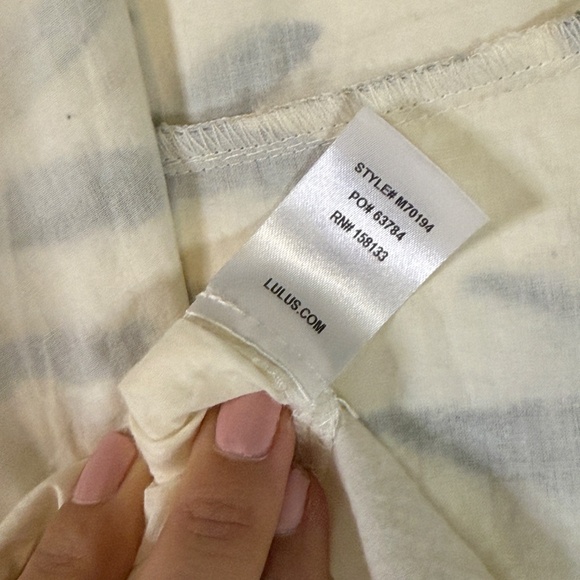 STYLE# M70194
PO# 63784
RN# 158133
LULUS.COM